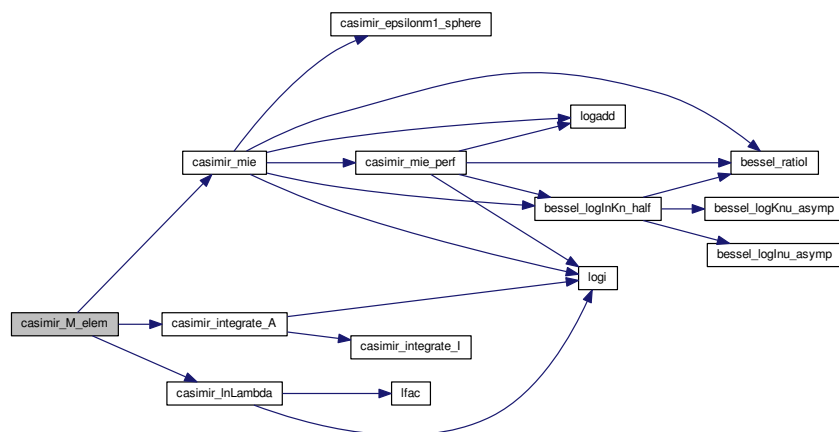 casimir_epsilonm1_sphere
logadd
casimir_mie
casimir_mie_perf
bessel_ratioI
bessel_logInKn_half
bessel_logKnu_asymp
bessel_logInu_asymp
logi
casimir_M_elem
casimir_integrate_A
casimir_integrate_I
casimir_lnLambda
lfac